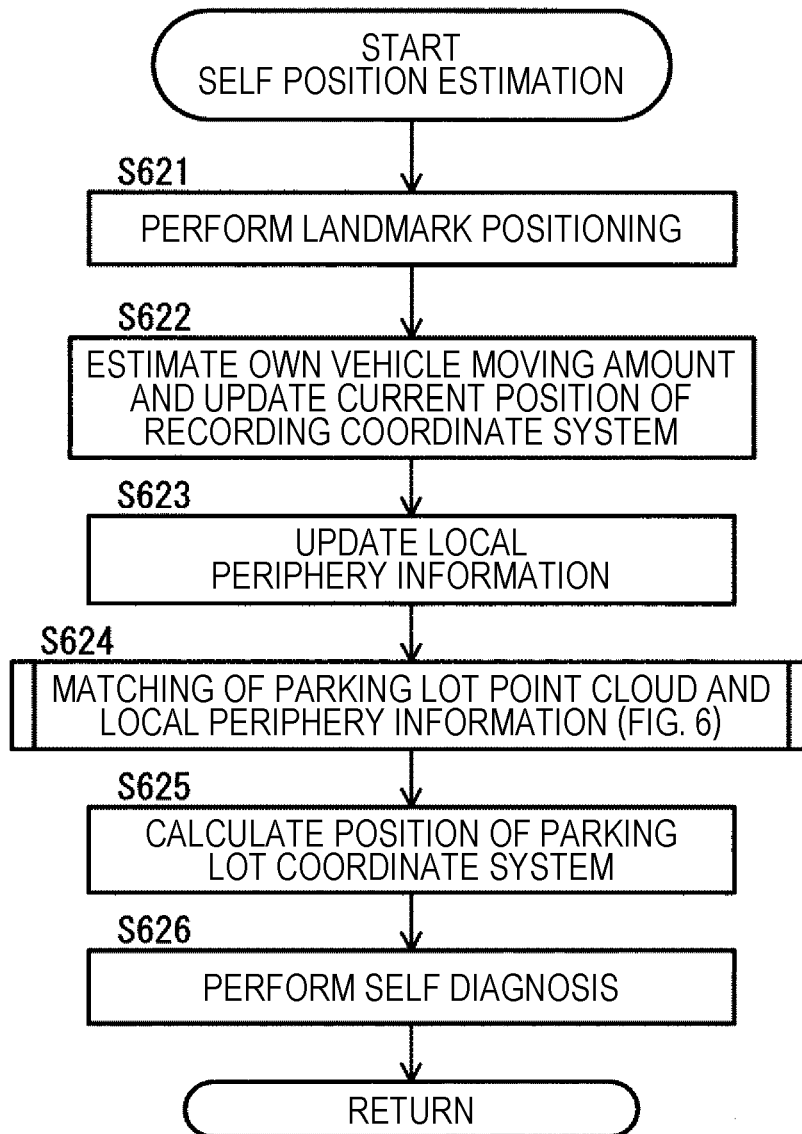 START
SELF POSITION ESTIMATION
S621
PERFORM LANDMARK POSITIONING
S622
ESTIMATE OWN VEHICLE MOVING AMOUNT
AND UPDATE CURRENT POSITION OF
RECORDING COORDINATE SYSTEM
S623
UPDATE LOCAL
PERIPHERY INFORMATION
S624
MATCHING OF PARKING LOT POINT CLOUD AND
LOCAL PERIPHERY INFORMATION (FIG. 6)
S625
CALCULATE POSITION OF PARKING
LOT COORDINATE SYSTEM
S626
PERFORM SELF DIAGNOSIS
RETURN